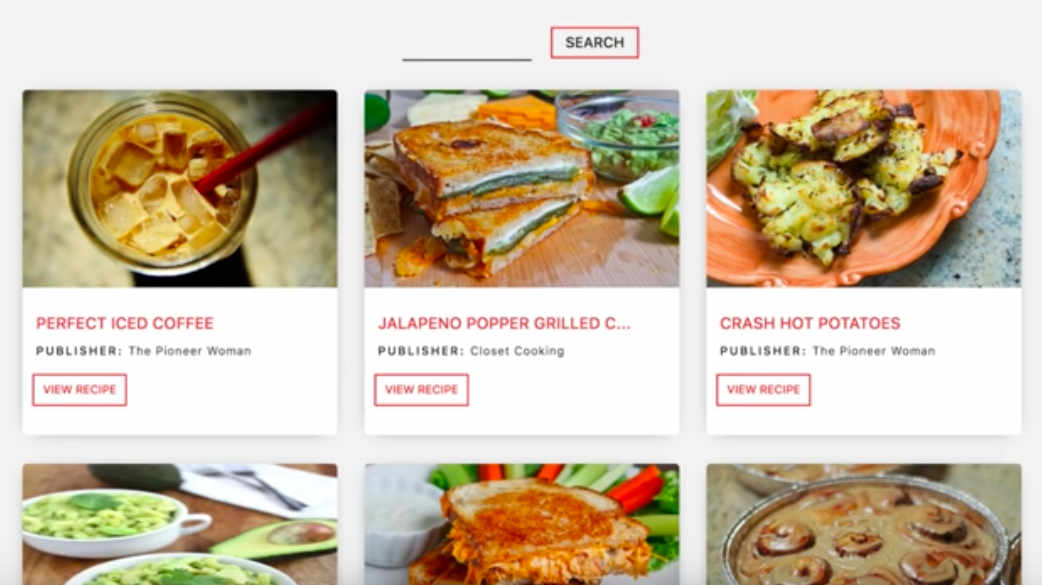 SEARCH
PERFECT ICED COFFEE
PUBLISHER: The Pioneer Woman
VIEW RECIPE
JALAPENO POPPER GRILLED C...
PUBLISHER: Closet Cooking
VIEW RECIPE
CRASH HOT POTATOES
PUBLISHER: The Pioneer Woman
VIEW RECIPE